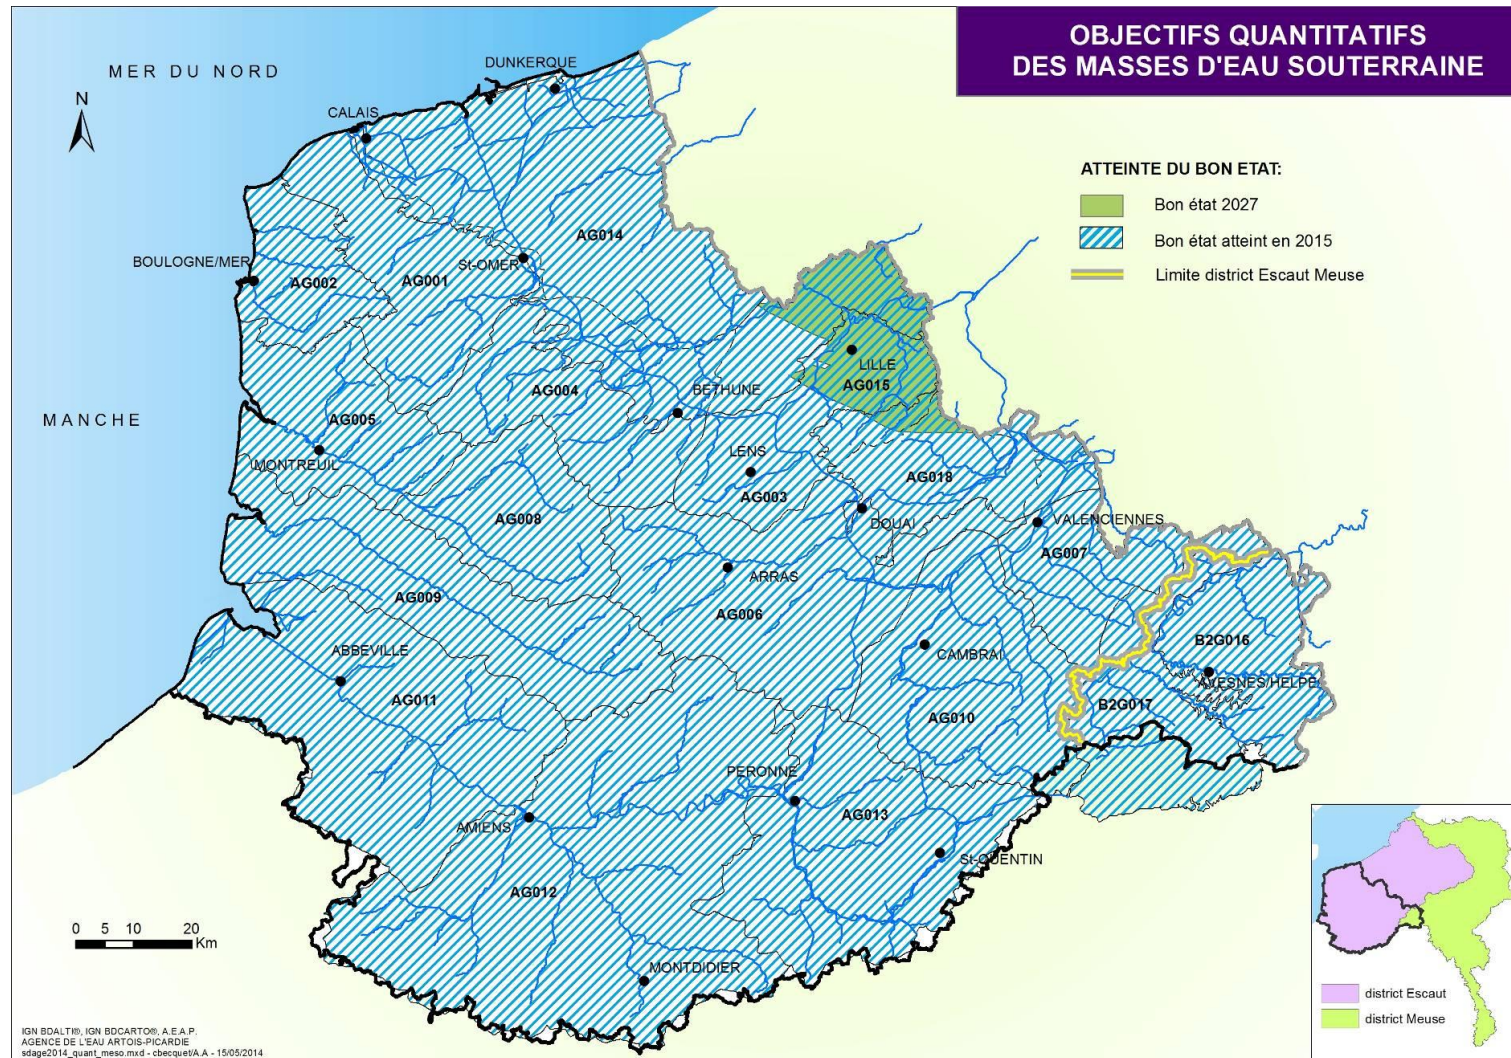 OBJECTIFS QUANTITATIFS
DES MASSES D'EAU SOUTERRAINE
MER DU NORD
N
DUNKERQUE
CALAIS
ATTEINTE DU BON ETAT:
Bon état 2027
Bon état atteint en 2015
Limite district Escaut Meuse
AG014
BOULOGNE/MER
St-OMER
AG002
AG001
LILLE
AG015
AG004
BETHUNE
MANCHE
AG005
MONTREUIL
LENS
AG003
AG018
AG008
DOUAI
VALENCIENNES
AG007
ARRAS
AG009
AG006
ABBEVILLE
CAMBRAI
B2G016
AVESNES/HELPE
AG011
AG010
B2G017
PERONNE
AG013
AMIENS
St-QUENTIN
AG012
0 5 10 20
Km
MONTDIDIER
district Escaut
district Meuse
IGN BDALTI®, IGN BDCARTO®, A.E.A.P.
AGENCE DE L'EAU ARTOIS-PICARDIE
sdage2014_quant_meso.mxd - cbecquet/A.A - 15/05/2014